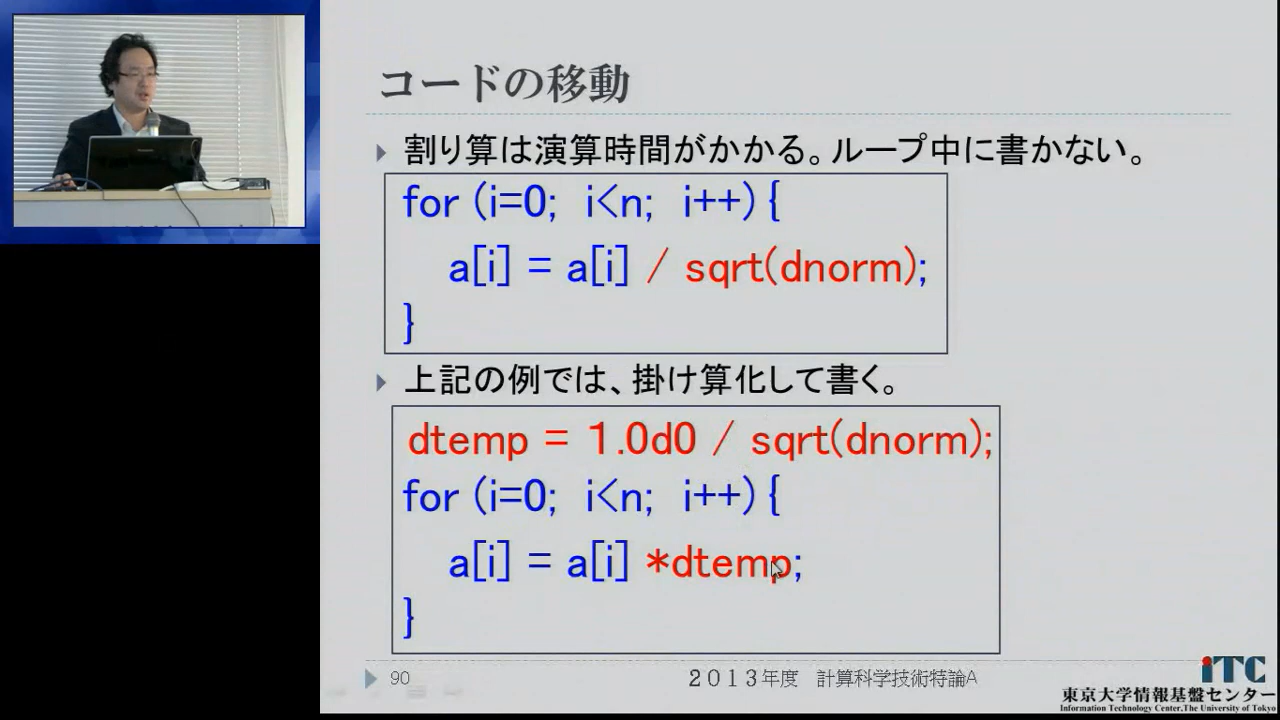 コードの移動
割り算は演算時間がかかる。ループ中に書かない。
for (i=0; i<n; i++) {
a[i] = a[i] / sqrt(dnorm);
}
上記の例では、掛け算化して書く。
dtemp = 1.0d0 / sqrt(dnorm);
for (i=0; i<n; i++) {
a[i] = a[i] *dtemp;
}
90
2013年度 計算科学技術特論A
iTC
東京大学情報基盤センター
Information Technology Center,The University of Tokyo